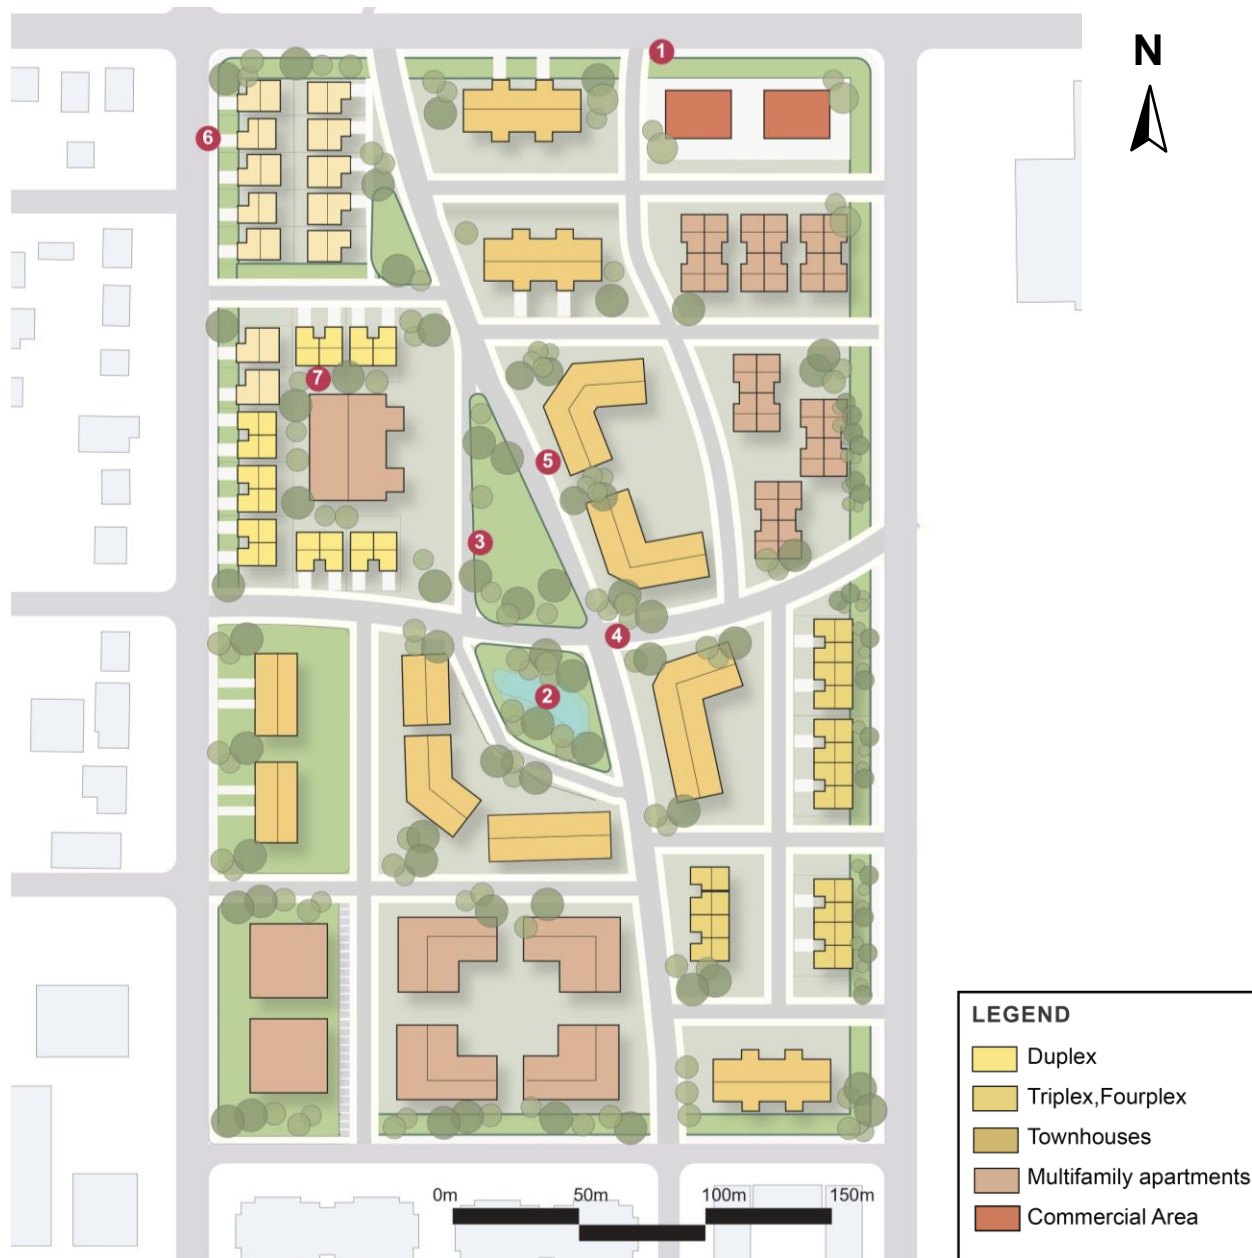 N
1
6
7
5
3
4
2
LEGEND
Duplex
Triplex,Fourplex
Townhouses
Multifamily apartments
Commercial Area
0m 50m 100m 150m